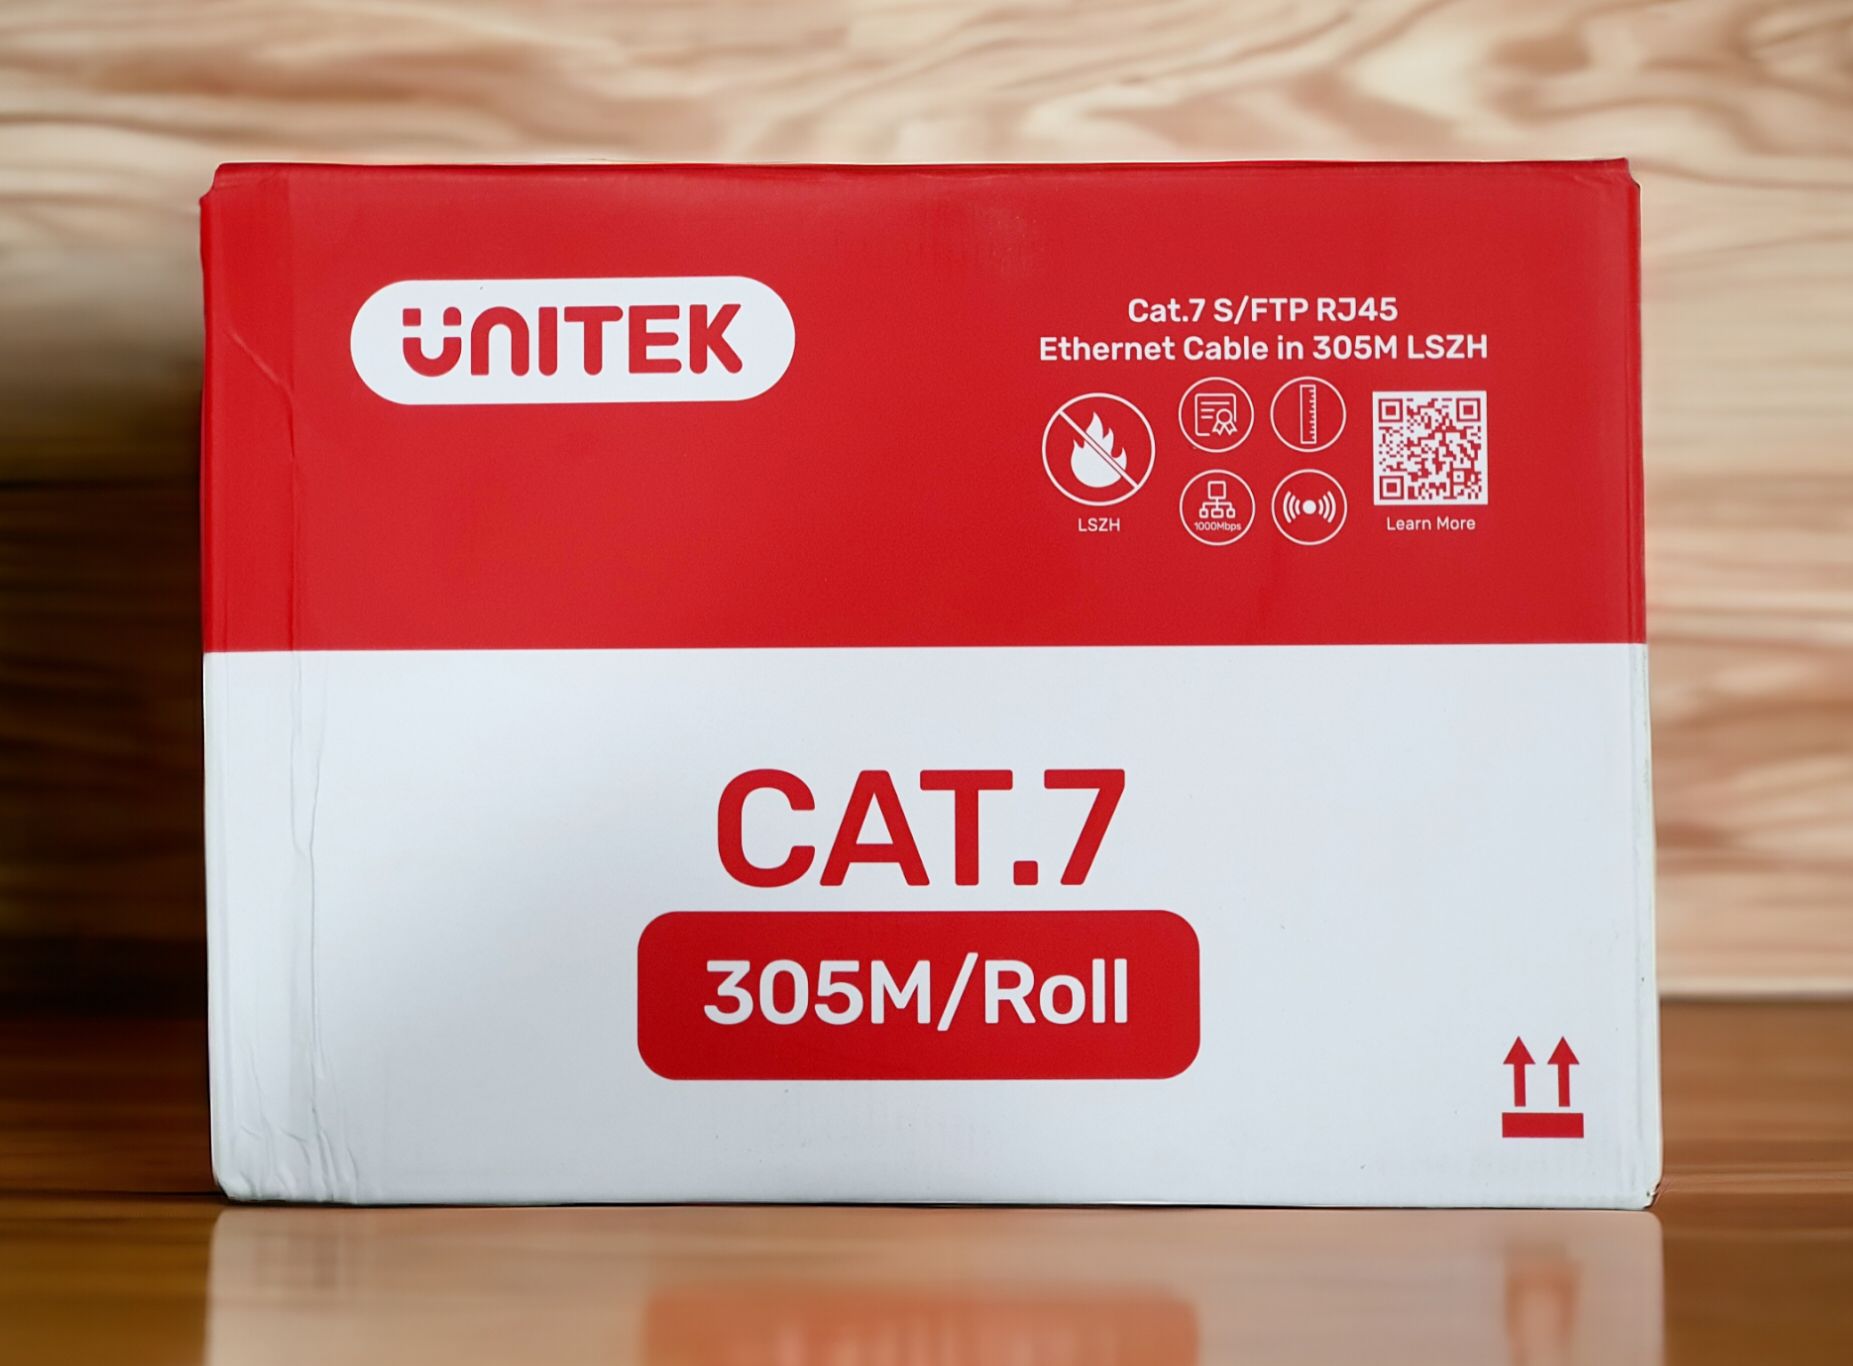 UNITEK
Cat.7 S/FTP RJ45
Ethernet Cable in 305M LSZH
LSZH
1000Mbps
Learn More
CAT.7
305M/Roll